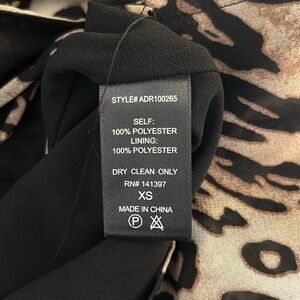 STYLE# ADR100265
SELF:
100% POLYESTER
LINING:
100% POLYESTER
DRY CLEAN ONLY
RN# 141397
XS
MADE IN CHINA
P